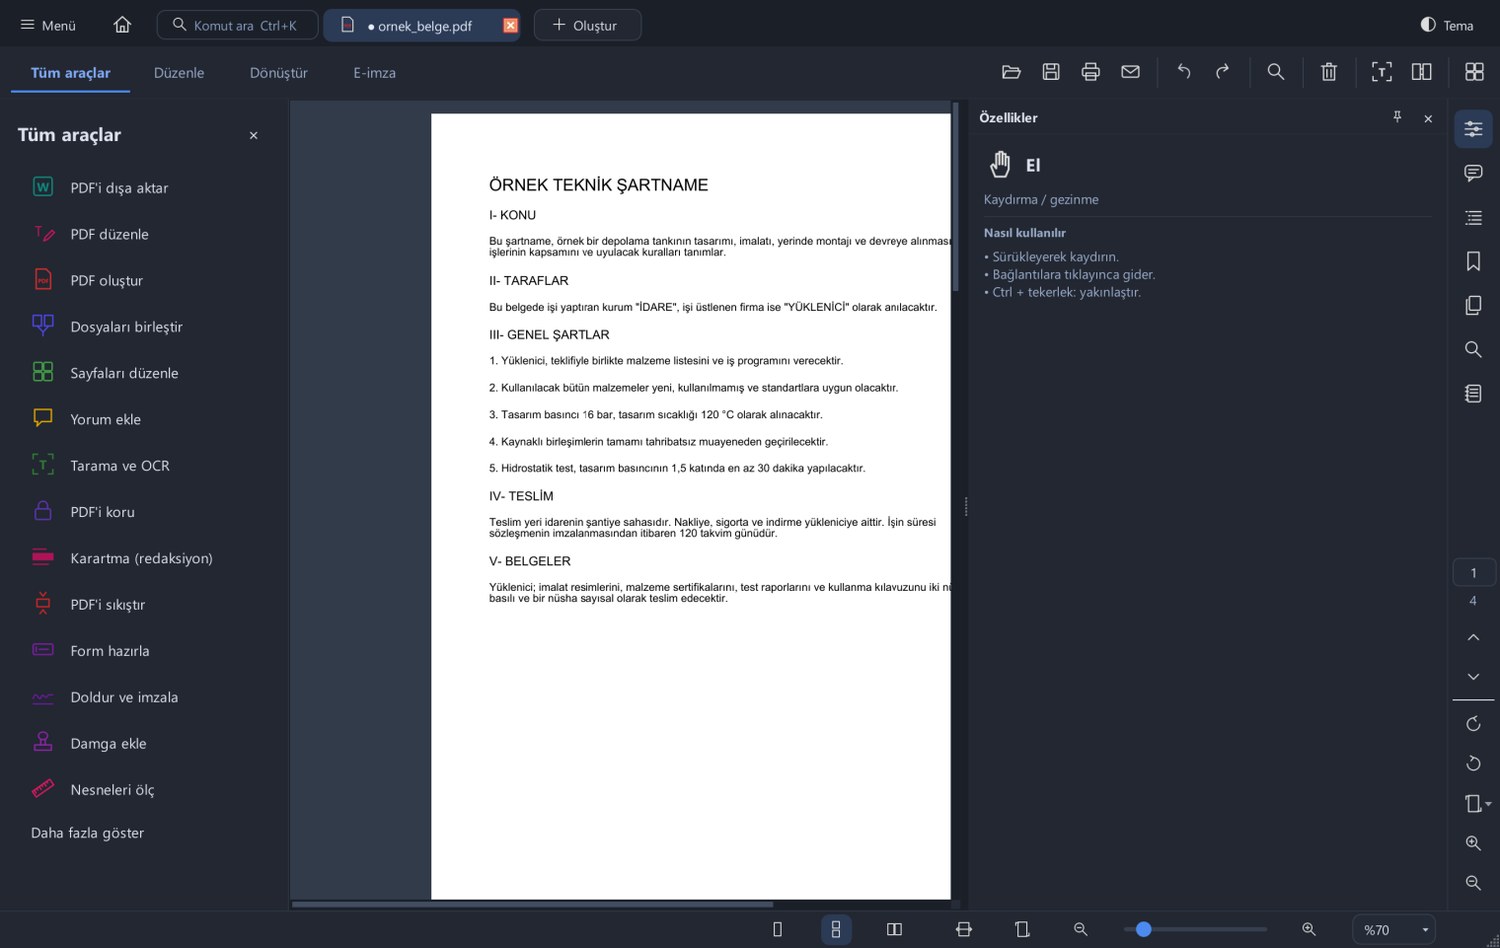 Menü
Komut ara Ctrl+K
● ornek_belge.pdf
Oluştur
Tema
Tüm araçlar
Düzenle
Dönüştür
E-imza
Tüm araçlar
PDF'i dışa aktar
PDF düzenle
PDF oluştur
Dosyaları birleştir
Sayfaları düzenle
Yorum ekle
Tarama ve OCR
PDF'i koru
Karartma (redaksiyon)
PDF'i sıkıştır
Form hazırla
Doldur ve imzala
Damga ekle
Nesneleri ölç
Daha fazla göster
ÖRNEK TEKNİK ŞARTNAME
I- KONU
Bu şartname, örnek bir depolama tankının tasarımı, imalatı, yerinde montajı ve devreye alınması
işlerinin kapsamını ve uyulacak kuralları tanımlar.
II- TARAFLAR
Bu belgede işi yaptıran kurum "İDARE", işi üstlenen firma ise "YÜKLENİCİ" olarak anılacaktır.
III- GENEL ŞARTLAR
1. Yüklenici, teklifiyle birlikte malzeme listesini ve iş programını verecektir.
2. Kullanılacak bütün malzemeler yeni, kullanılmamış ve standartlara uygun olacaktır.
3. Tasarım basıncı 16 bar, tasarım sıcaklığı 120 °C olarak alınacaktır.
4. Kaynaklı birleşimlerin tamamı tahribatsız muayeneden geçirilecektir.
5. Hidrostatik test, tasarım basıncının 1,5 katında en az 30 dakika yapılacaktır.
IV- TESLİM
Teslim yeri idarenin şantiye sahasıdır. Nakliye, sigorta ve indirme yükleniciye aittir. İşin süresi
sözleşmenin imzalanmasından itibaren 120 takvim günüdür.
V- BELGELER
Yüklenici; imalat resimlerini, malzeme sertifikalarını, test raporlarını ve kullanma kılavuzunu iki
basılı ve bir nüsha sayısal olarak teslim edecektir.
Özellikler
El
Kaydırma / gezinme
Nasıl kullanılır
• Sürükleyerek kaydırın.
• Bağlantılara tıklayınca gider.
• Ctrl + tekerlek: yakınlaştır.
1
4
%70